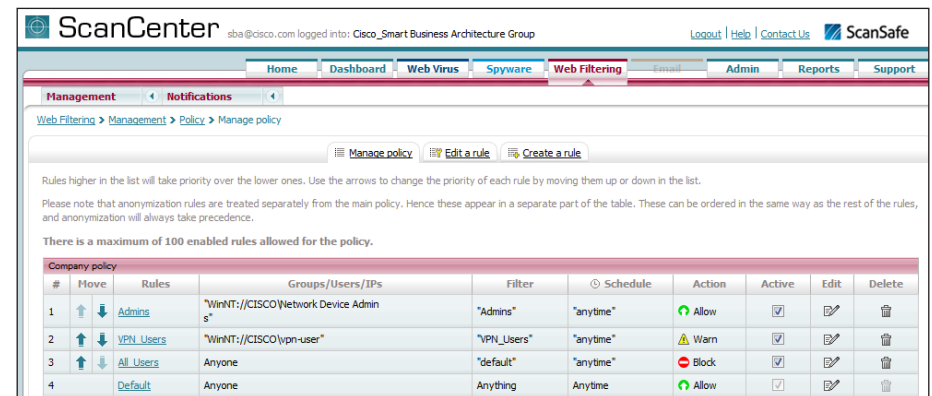 ScanCenter sba@cisco.com logged into: Cisco_Smart Business Architecture Group Logout | Help | Contact Us ScanSafe
Home Dashboard Web Virus Spyware Web Filtering Email Admin Reports Support
Management Notifications
Web Filtering > Management > Policy > Manage policy
Manage policy Edit a rule Create a rule
Rules higher in the list will take priority over the lower ones. Use the arrows to change the priority of each rule by moving them up or down in the list.
Please note that anonymization rules are treated separately from the main policy. Hence these appear in a separate part of the table. These can be ordered in the same way as the rest of the rules,
and anonymization will always take precedence.
There is a maximum of 100 enabled rules allowed for the policy.
Company policy
# Move Rules Groups/Users/IPs Filter Schedule Action Active Edit Delete
1 Admins "WinNT://CISCO\Network Device Admin
s" "Admins" "anytime" Allow
2 VPN_Users "WinNT://CISCO\vpn-user" "VPN_Users" "anytime" Warn
3 All_Users Anyone "default" "anytime" Block
4 Default Anyone Anything Anytime Allow